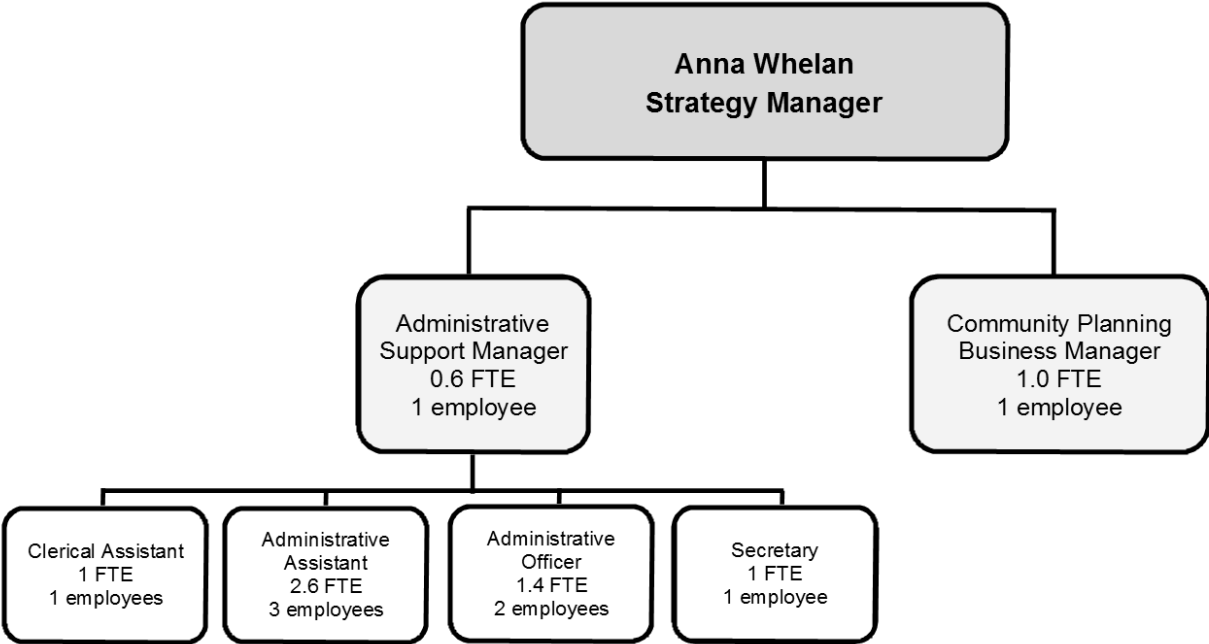 Anna Whelan
Strategy Manager
Administrative
Support Manager
0.6 FTE
1 employee
Community Planning
Business Manager
1.0 FTE
1 employee
Clerical Assistant
1 FTE
1 employees
Administrative
Assistant
2.6 FTE
3 employees
Administrative
Officer
1.4 FTE
2 employees
Secretary
1 FTE
1 employee